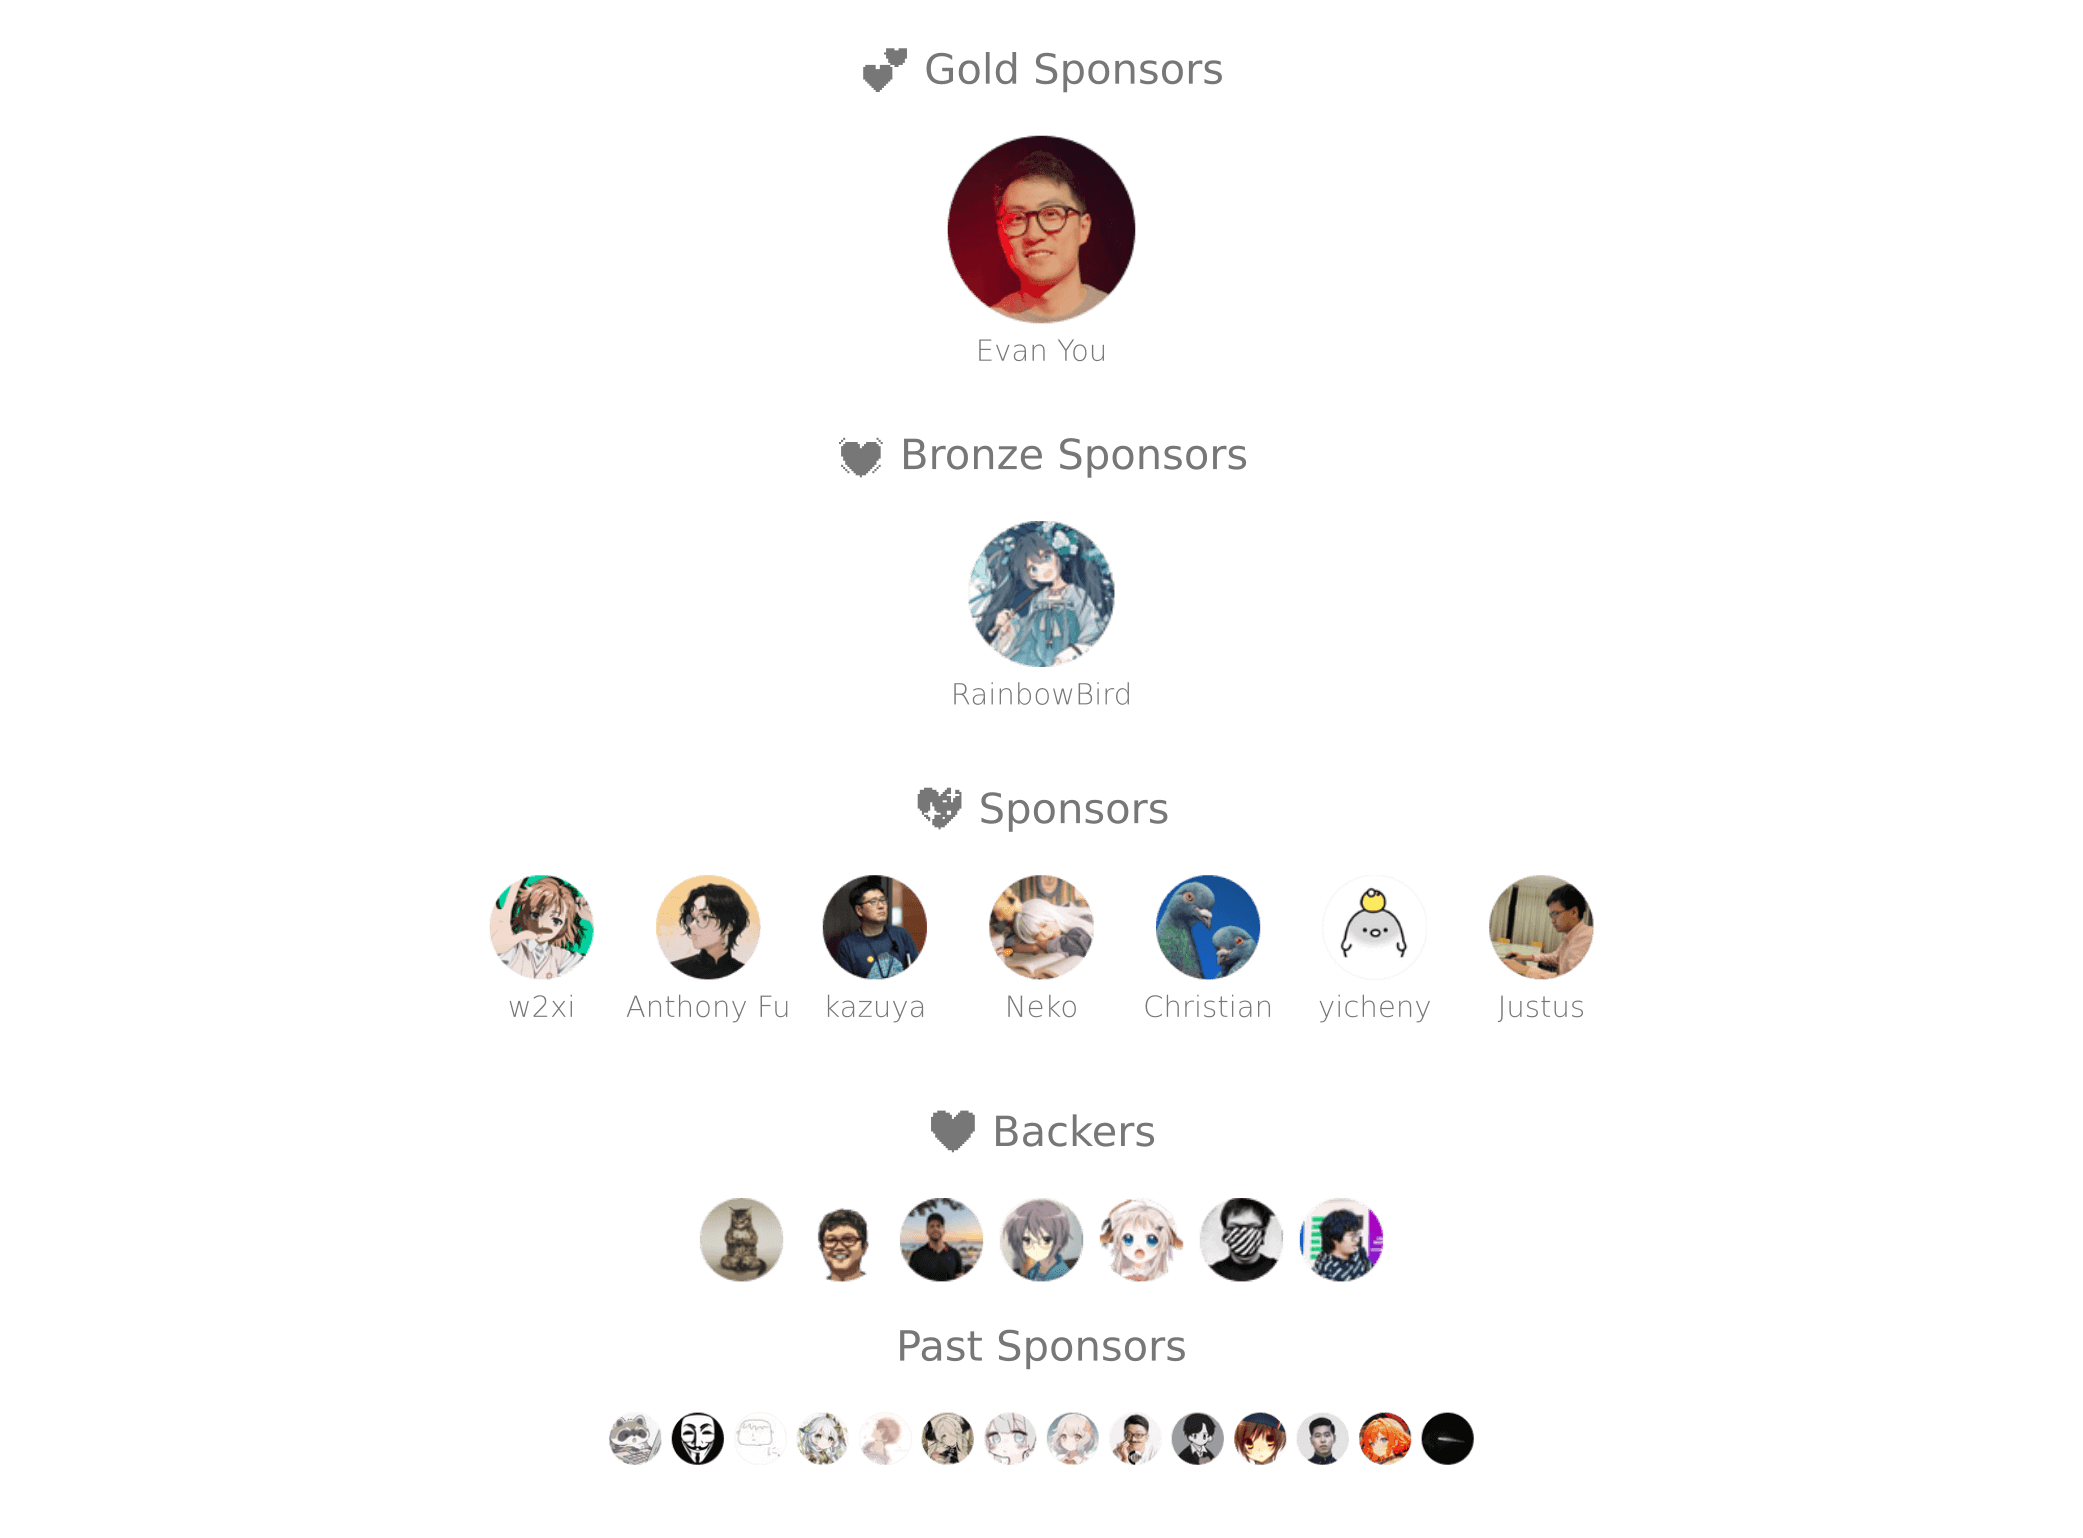 Gold Sponsors
Evan You
Bronze Sponsors
RainbowBird
Sponsors
w2xi Anthony Fu kazuya Neko Christian yicheny Justus
Backers
Past Sponsors